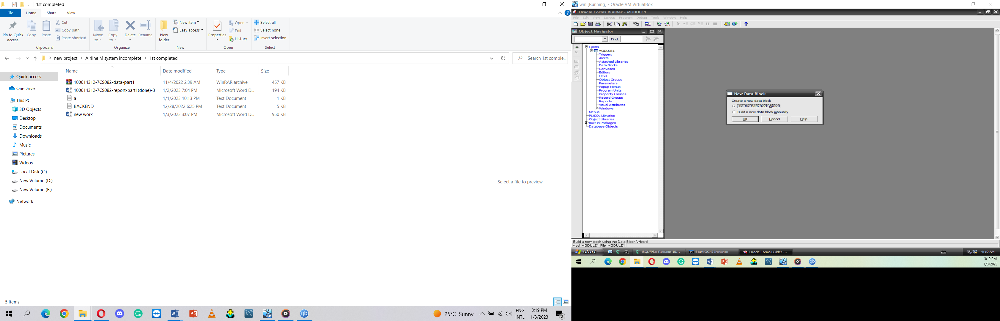 1st completed
File Home Share View
Pin to Quick access
Copy
Paste
Cut
Copy path
Paste shortcut
Clipboard
Move to
Copy to
Delete
Rename
Organize
New folder
New item
Easy access
New
Properties
Open
Edit
History
Open
Select all
Select none
Invert selection
Select
new project > Airline M system incomplete > 1st completed
Search 1st comple...
Name Date modified Type Size
100614312-7CS082-data-part1 11/4/2022 2:39 AM WinRAR archive 457 KB
100614312-7CS082-report-part1(done)-3 1/2/2023 7:04 PM Microsoft Word D... 194 KB
a 1/1/2023 10:13 PM Text Document 1 KB
BACKEND 12/28/2022 6:25 PM Text Document 5 KB
new work 1/3/2023 3:07 PM Microsoft Word D... 950 KB
Quick access
OneDrive
This PC
3D Objects
Desktop
Documents
Downloads
Music
Pictures
Videos
Local Disk (C:)
New Volume (D:)
New Volume (E:)
Network
Select a file to preview.
5 items
25°C Sunny
ENG
INTL
3:19 PM
1/3/2023
2
win [Running] - Oracle VM VirtualBox
Oracle Forms Builder - MODULE1
File Edit View Layout Program Debug Tools Window Help
Object Navigator
Find:
Forms
MODULE1
Triggers
Alerts
Attached Libraries
Data Blocks
Canvases
Editors
LOVs
Object Groups
Parameters
Popup Menus
Program Units
Property Classes
Record Groups
Reports
Visual Attributes
Windows
Menus
PL/SQL Libraries
Object Libraries
Built-in Packages
Database Objects
New Data Block
Create a new data block
Use the Data Block Wizard
Build a new data block manually
OK Cancel Help
Build a new block using the Data Block Wizard
Mod: MODULE1 File: MODULE1
start
iSQL*Plus Release 10...
Start OC4J Instance
Oracle Forms Builder ...
4:19 AM
3:19 PM
1/3/2023